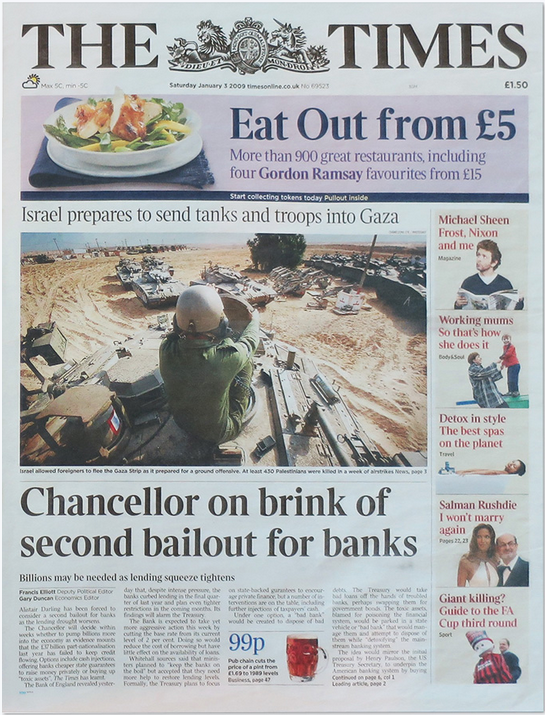 THE TIMES
DIEU ET MON DROIT
Max 5C, min -5C
Saturday January 3 2009 timesonline.co.uk No 69523
£1.50
Eat Out from £5
More than 900 great restaurants, including
four Gordon Ramsay favourites from £15
Start collecting tokens today Pullout inside
Israel prepares to send tanks and troops into Gaza
Israel allowed foreigners to flee the Gaza Strip as it prepared for a ground offensive. At least 430 Palestinians were killed in a week of airstrikes News, page 3
Michael Sheen
Frost, Nixon
and me
Magazine
Working mums
So that's how
she does it
Body&Soul
Detox in style
The best spas
on the planet
Travel
Salman Rushdie
I won't marry
again
Pages 22, 23
Giant killing?
Guide to the FA
Cup third round
Sport
Chancellor on brink of
second bailout for banks
Billions may be needed as lending squeeze tightens
Francis Elliott Deputy Political Editor
Gary Duncan Economics Editor
Alistair Darling has been forced to
consider a second bailout for banks
as the lending drought worsens.
The Chancellor will decide within
weeks whether to pump billions more
into the economy as evidence mounts
that the £37 billion part-nationalisation
last year has failed to keep credit
flowing. Options include cash injections,
offering banks cheaper state guarantees
to raise money privately or buying up
"toxic assets", The Times has learnt.
The Bank of England revealed yester-
day that, despite intense pressure, the
banks curbed lending in the final quar-
ter of last year and plan even tighter
restrictions in the coming months. Its
findings will alarm the Treasury.
The Bank is expected to take yet
more aggressive action this week by
cutting the base rate from its current
level of 2 per cent. Doing so would
reduce the cost of borrowing but have
little effect on the availability of loans.
Whitehall sources said that minis-
ters planned to "keep the banks on
the boil" but accepted that they need
more help to restore lending levels.
Formally, the Treasury plans to focus
on state-backed gurantees to encour-
age private finance, but a number of in-
terventions are on the table, including
further injections of taxpayers' cash.
Under one option, a "bad bank"
would be created to dispose of bad
99p
Pub chain cuts the
price of a pint from
£1.69 to 1989 levels
Business, page 47
debts. The Treasury would take
bad loans off the hands of troubled
banks, perhaps swapping them for
government bonds. The toxic assets,
blamed for poisoning the financial
system, would be parked in a state
vehicle or "bad bank" that would man-
age them and attempt to dispose of
them while "detoxifying" the main-
stream banking system.
The idea would mirror the initial
proposal by Henry Paulson, the US
Treasury Secretary, to underpin the
American banking system by buying
Continued on page 6, col 1
Leading article, page 2